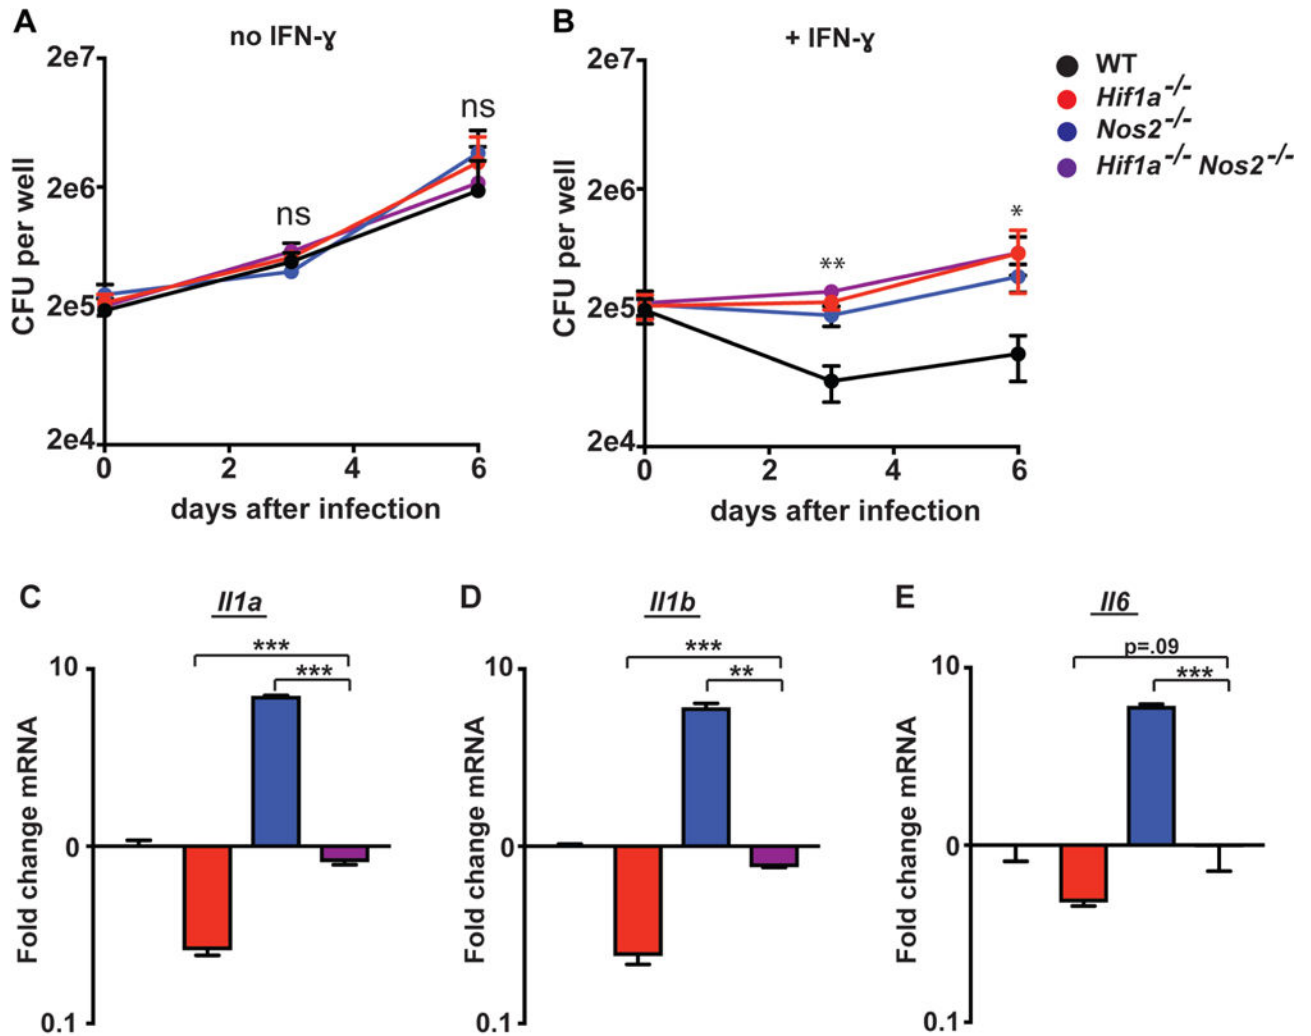 A
no IFN-ɣ
2e7
2e6
2e5
2e4
CFU per well
ns
ns
0
2
4
6
days after infection
B
+ IFN-ɣ
2e7
2e6
2e5
2e4
CFU per well
**
*
0
2
4
6
days after infection
WT
Hif1a-/-
Nos2-/-
Hif1a-/- Nos2-/-
C
Il1a
***
***
10
0
0.1
Fold change mRNA
D
Il1b
***
**
10
0
0.1
Fold change mRNA
E
Il6
p=.09
***
10
0
0.1
Fold change mRNA